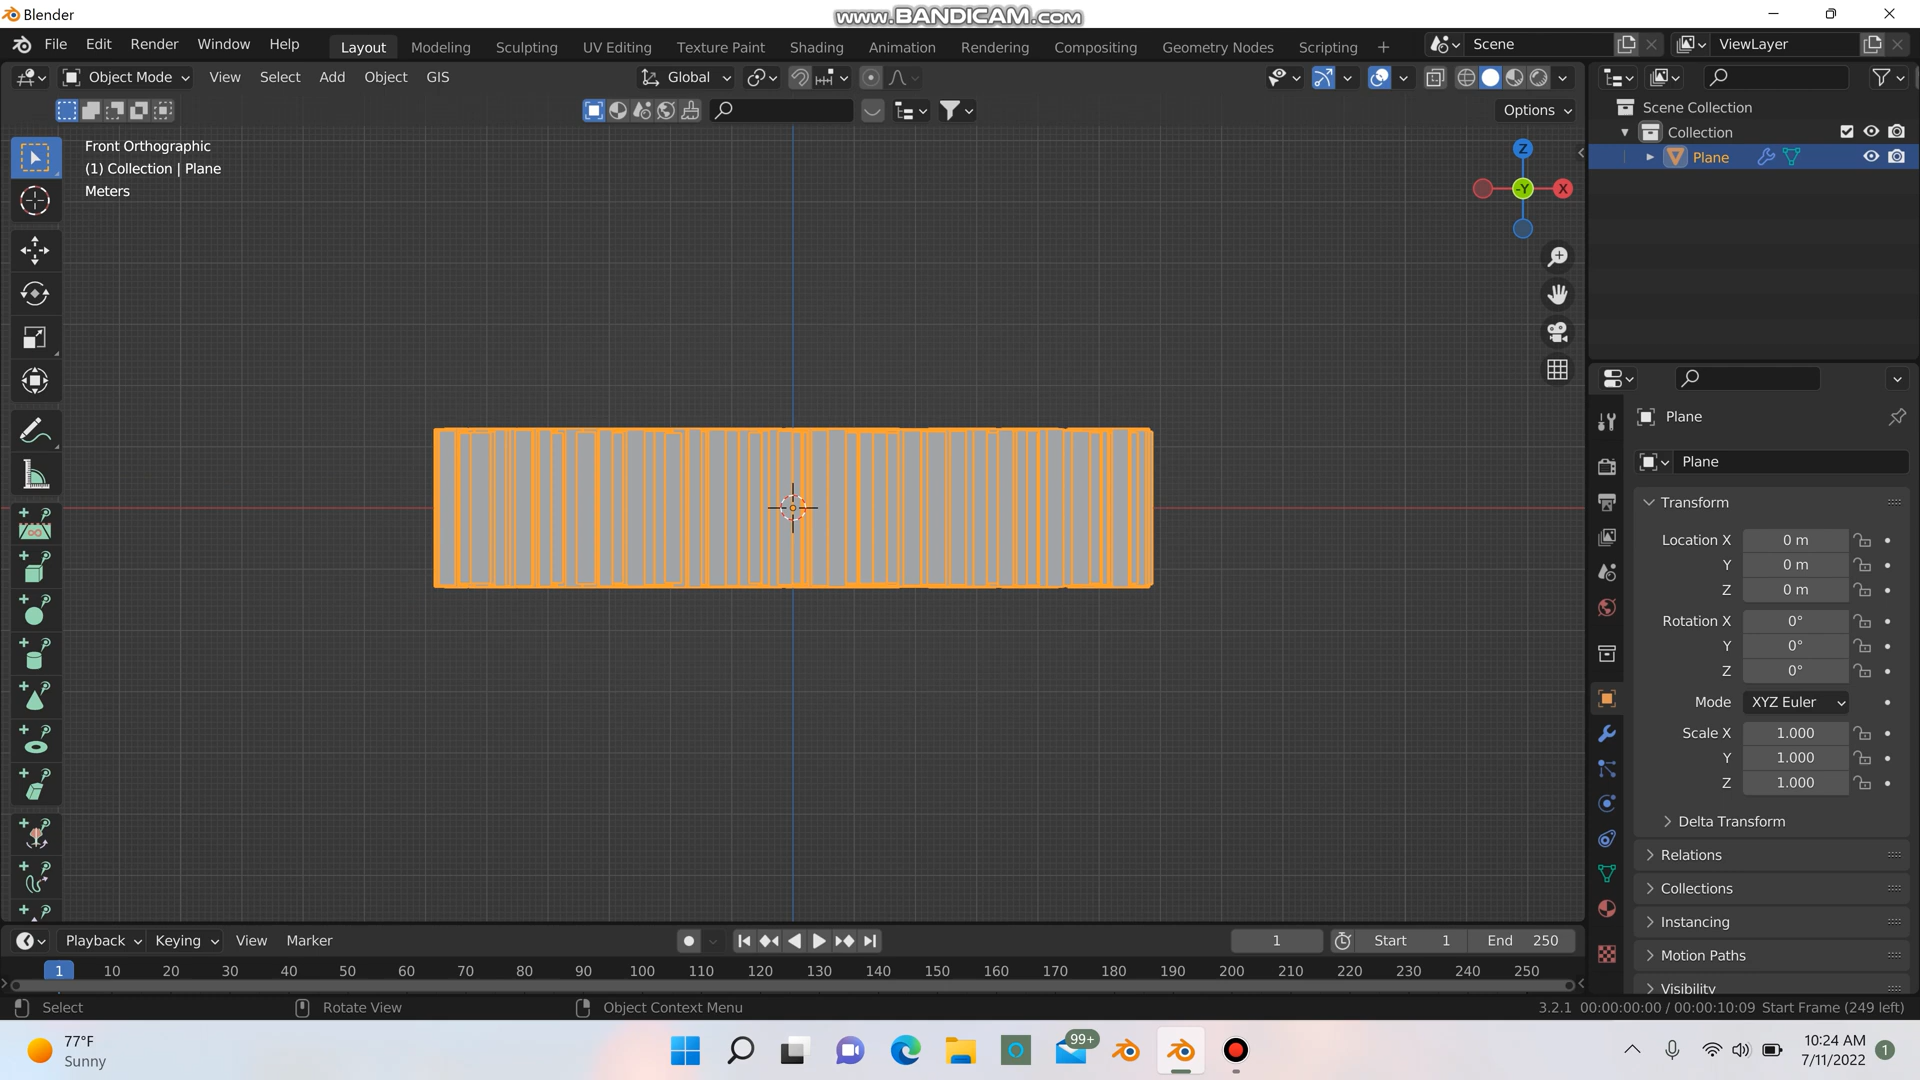 Blender
www.BANDICAM.com
File Edit Render Window Help
Layout Modeling Sculpting UV Editing Texture Paint Shading Animation Rendering Compositing Geometry Nodes Scripting
Scene
ViewLayer
Object Mode View Select Add Object GIS
Global
Options
Front Orthographic
(1) Collection | Plane
Meters
Z
-Y
X
Scene Collection
Collection
Plane
Plane
Plane
Transform
Location X 0 m
Y 0 m
Z 0 m
Rotation X 0°
Y 0°
Z 0°
Mode XYZ Euler
Scale X 1.000
Y 1.000
Z 1.000
Delta Transform
Relations
Collections
Instancing
Motion Paths
Visibility
Playback Keying View Marker
1 Start 1 End 250
1 10 20 30 40 50 60 70 80 90 100 110 120 130 140 150 160 170 180 190 200 210 220 230 240 250
Select Rotate View Object Context Menu
3.2.1 00:00:00:00 / 00:00:10:09 Start Frame (249 left)
77°F
Sunny
99+
10:24 AM
7/11/2022
1